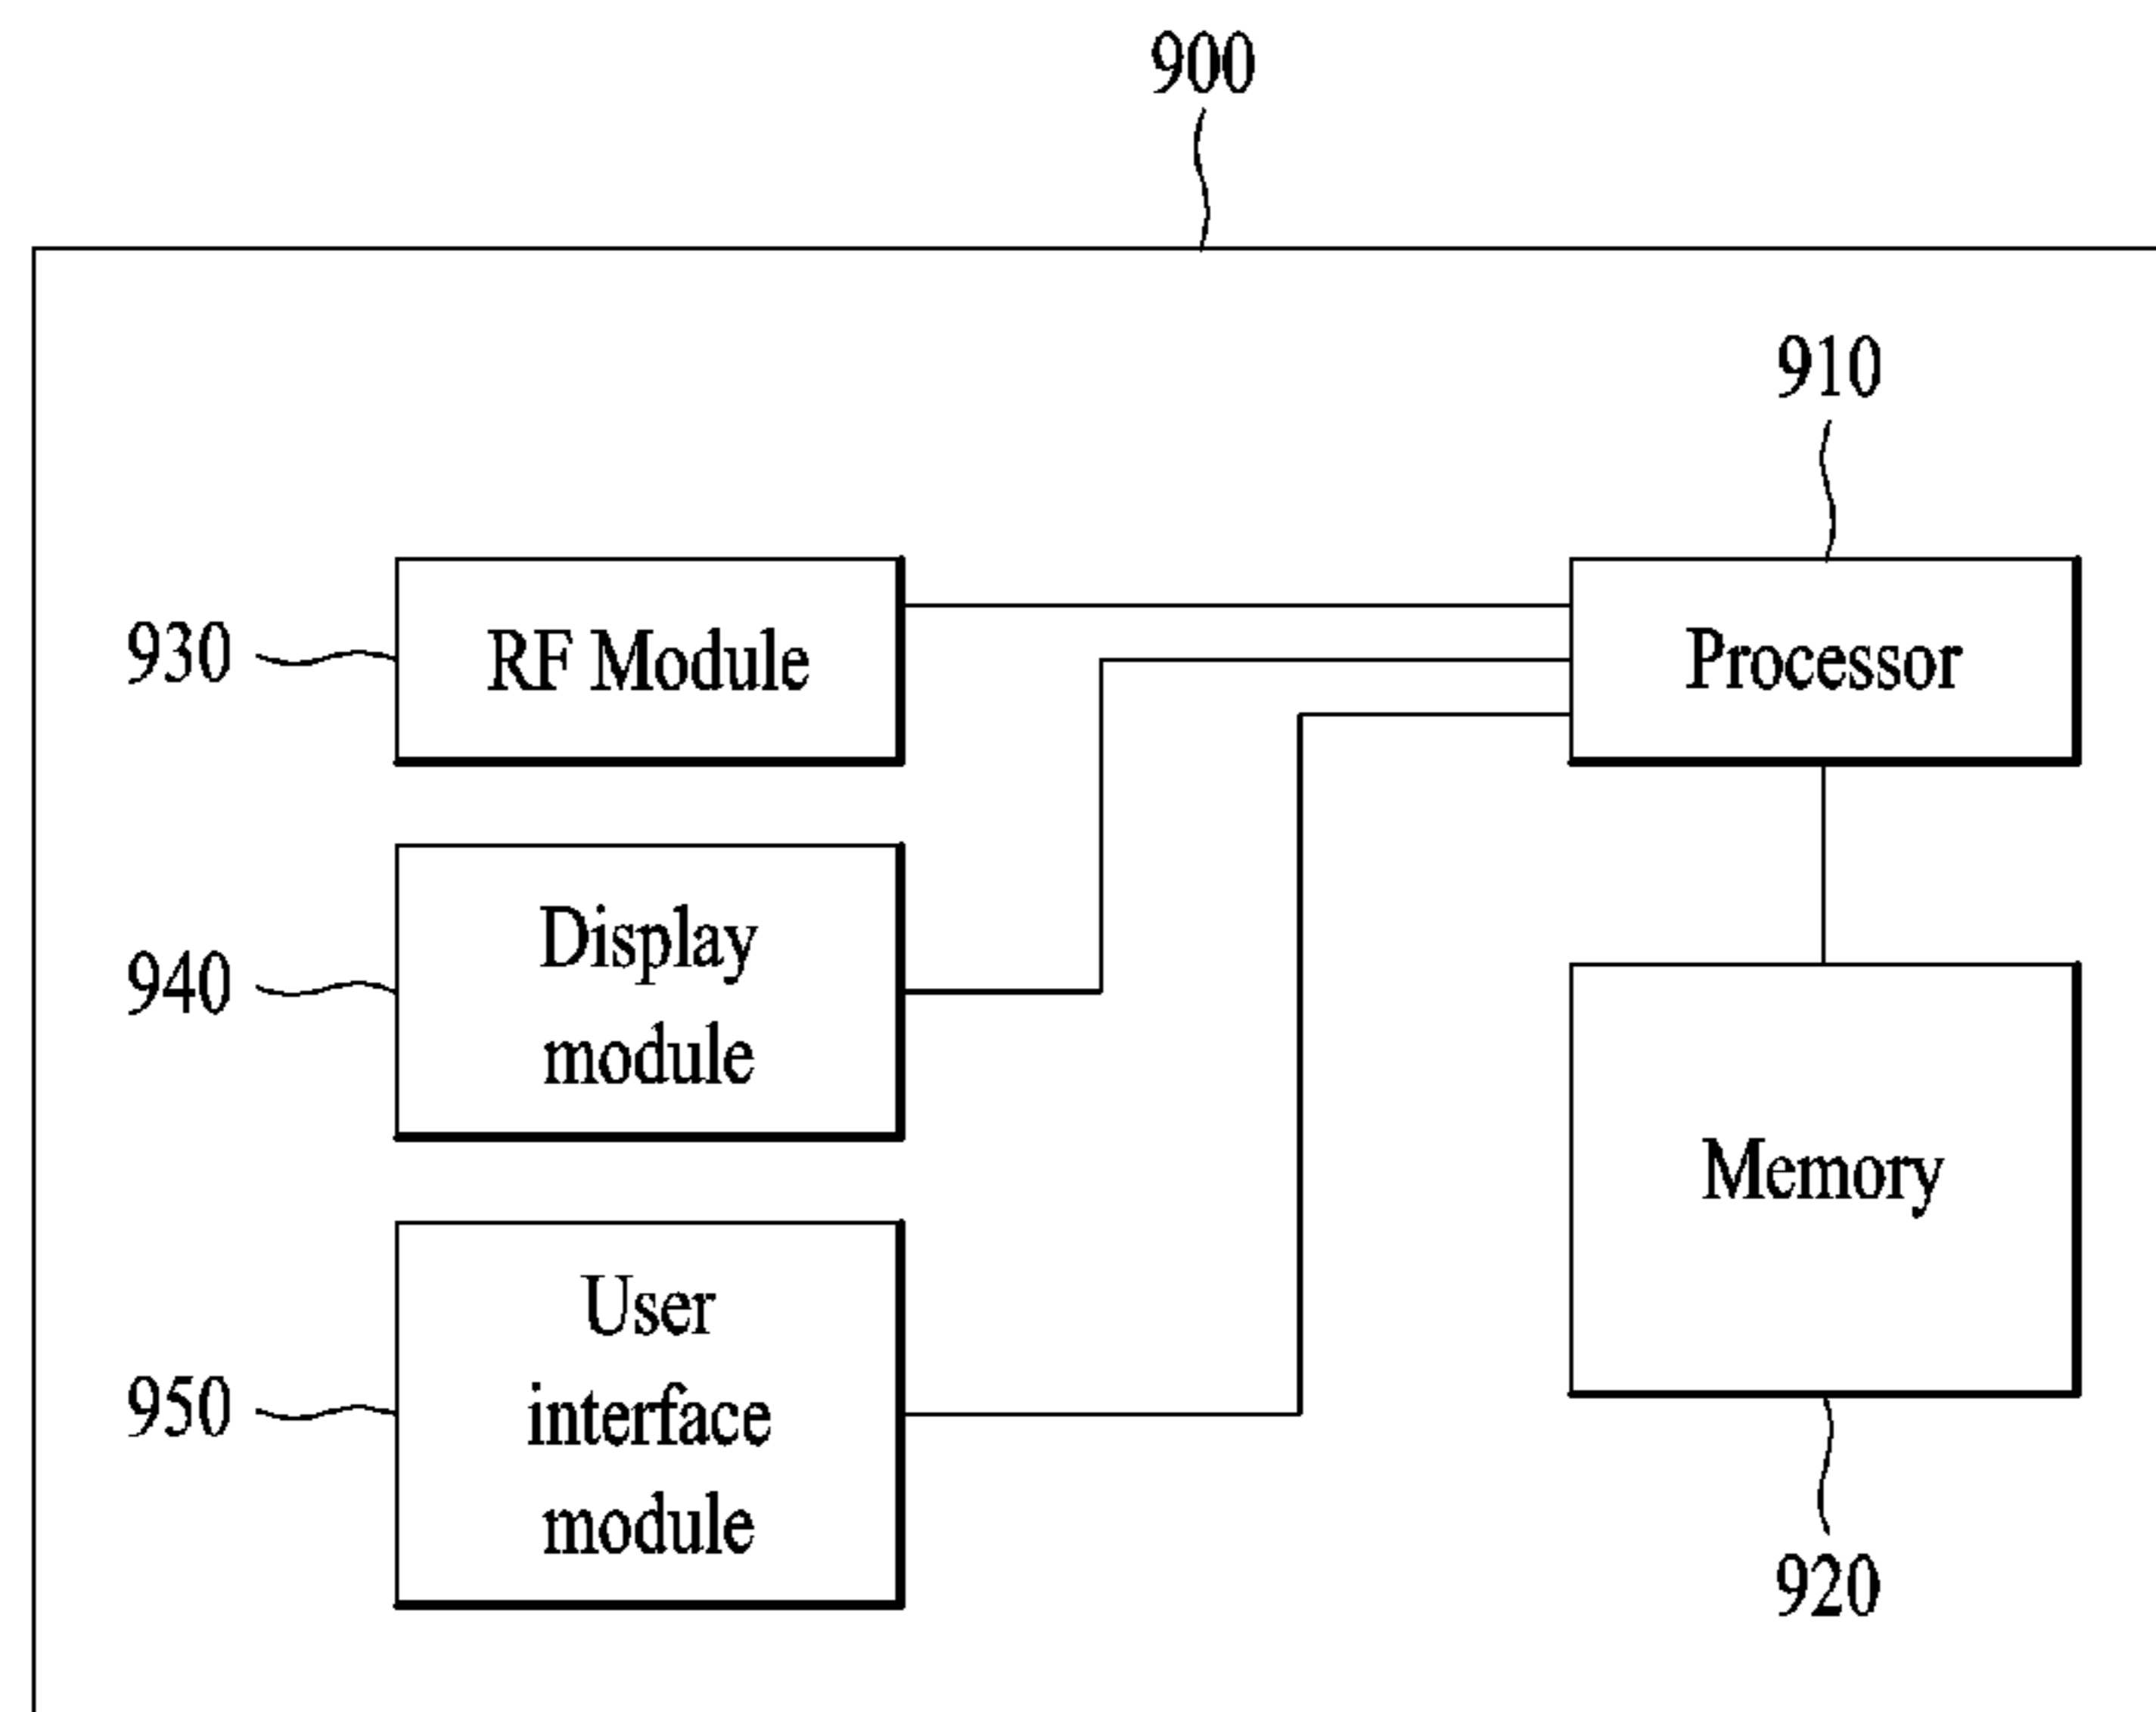 900
910
930
RF Module
Processor
940
Display
module
Memory
950
User
interface
module
920